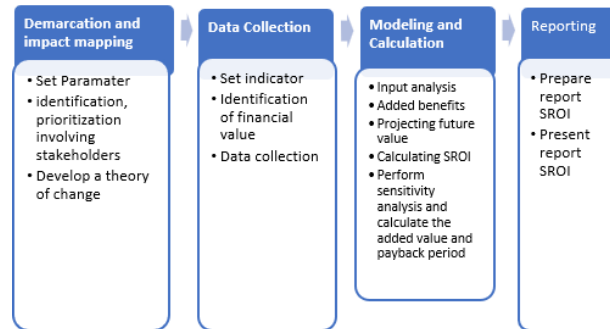 Demarcation and
impact mapping
• Set Paramater
• identification,
prioritization
involving
stakeholders
• Develop a theory
of change
Data Collection
• Set indicator
• Identification
of financial
value
• Data collection
Modeling and
Calculation
• Input analysis
• Added benefits
• Projecting future
value
• Calculating SROI
• Perform
sensitivity
analysis and
calculate the
added value and
payback period
Reporting
• Prepare
report
SROI
• Present
report
SROI